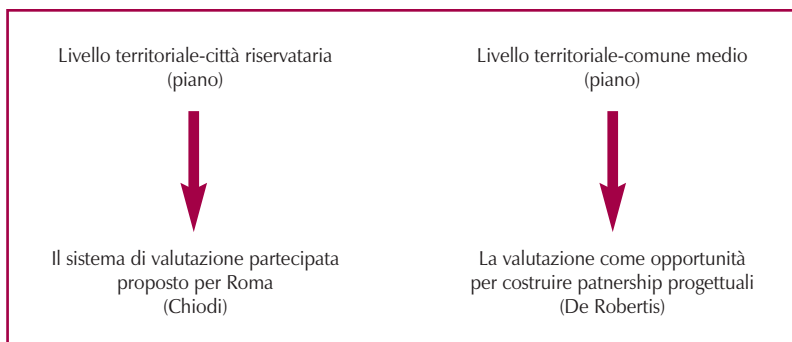 Livello territoriale-città riservataria
(piano)
Il sistema di valutazione partecipata
proposto per Roma
(Chiodi)
Livello territoriale-comune medio
(piano)
La valutazione come opportunità
per costruire patnership progettuali
(De Robertis)